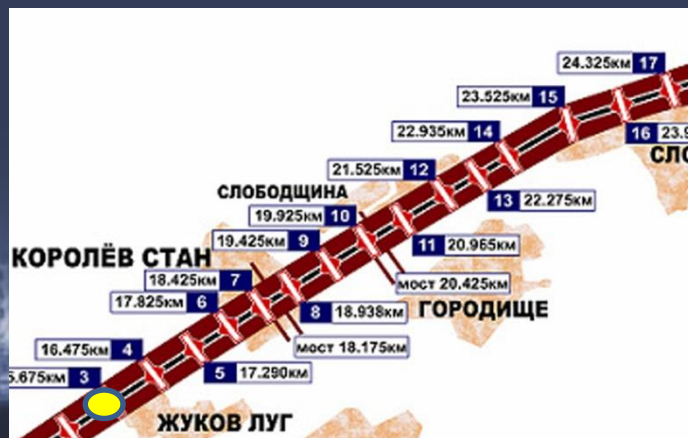 24.325км 17
23.525км 15
22.935км 14
16 23.9
СЛО
21.525км 12
СЛОБОДЩИНА
13 22.275км
19.925км 10
19.425км 9
11 20.965км
КОРОЛЁВ СТАН
18.425км 7
мост 20.425км
17.825км 6
8 18.938км
ГОРОДИЩЕ
16.475км 4
мост 18.175км
5.675км 3
5 17.290км
ЖУКОВ ЛУГ